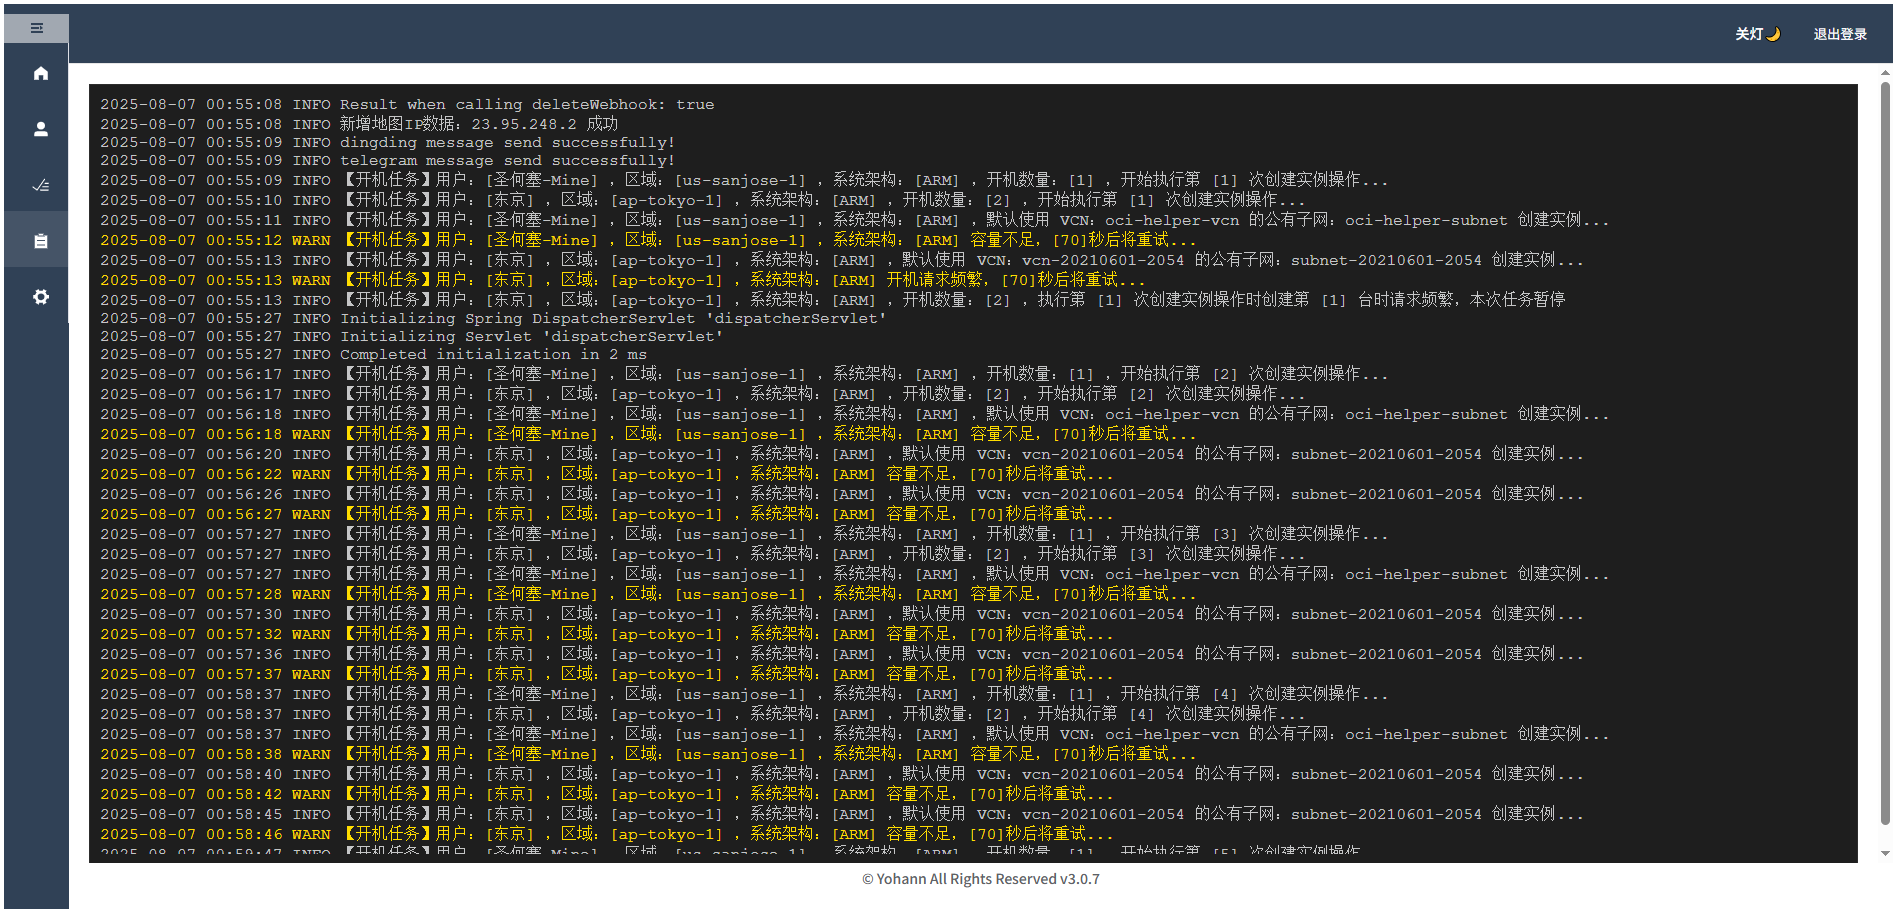 关灯🌙 退出登录
2025-08-07 00:55:08 INFO Result when calling deleteWebhook: true
2025-08-07 00:55:08 INFO 新增地图IP数据：23.95.248.2 成功
2025-08-07 00:55:09 INFO dingding message send successfully!
2025-08-07 00:55:09 INFO telegram message send successfully!
2025-08-07 00:55:09 INFO 【开机任务】用户：[圣何塞-Mine] ，区域：[us-sanjose-1] ，系统架构：[ARM] ，开机数量：[1] ，开始执行第 [1] 次创建实例操作...
2025-08-07 00:55:10 INFO 【开机任务】用户：[东京] ，区域：[ap-tokyo-1] ，系统架构：[ARM] ，开机数量：[2] ，开始执行第 [1] 次创建实例操作...
2025-08-07 00:55:11 INFO 【开机任务】用户：[圣何塞-Mine] ，区域：[us-sanjose-1] ，系统架构：[ARM] ，默认使用 VCN：oci-helper-vcn 的公有子网：oci-helper-subnet 创建实例...
2025-08-07 00:55:12 WARN 【开机任务】用户：[圣何塞-Mine] ，区域：[us-sanjose-1] ，系统架构：[ARM] 容量不足，[70]秒后将重试...
2025-08-07 00:55:13 INFO 【开机任务】用户：[东京] ，区域：[ap-tokyo-1] ，系统架构：[ARM] ，默认使用 VCN：vcn-20210601-2054 的公有子网：subnet-20210601-2054 创建实例...
2025-08-07 00:55:13 WARN 【开机任务】用户：[东京] ，区域：[ap-tokyo-1] ，系统架构：[ARM] 开机请求频繁，[70]秒后将重试...
2025-08-07 00:55:13 INFO 【开机任务】用户：[东京] ，区域：[ap-tokyo-1] ，系统架构：[ARM] ，开机数量：[2] ，执行第 [1] 次创建实例操作时创建第 [1] 台时请求频繁，本次任务暂停
2025-08-07 00:55:27 INFO Initializing Spring DispatcherServlet 'dispatcherServlet'
2025-08-07 00:55:27 INFO Initializing Servlet 'dispatcherServlet'
2025-08-07 00:55:27 INFO Completed initialization in 2 ms
2025-08-07 00:56:17 INFO 【开机任务】用户：[圣何塞-Mine] ，区域：[us-sanjose-1] ，系统架构：[ARM] ，开机数量：[1] ，开始执行第 [2] 次创建实例操作...
2025-08-07 00:56:17 INFO 【开机任务】用户：[东京] ，区域：[ap-tokyo-1] ，系统架构：[ARM] ，开机数量：[2] ，开始执行第 [2] 次创建实例操作...
2025-08-07 00:56:18 INFO 【开机任务】用户：[圣何塞-Mine] ，区域：[us-sanjose-1] ，系统架构：[ARM] ，默认使用 VCN：oci-helper-vcn 的公有子网：oci-helper-subnet 创建实例...
2025-08-07 00:56:18 WARN 【开机任务】用户：[圣何塞-Mine] ，区域：[us-sanjose-1] ，系统架构：[ARM] 容量不足，[70]秒后将重试...
2025-08-07 00:56:20 INFO 【开机任务】用户：[东京] ，区域：[ap-tokyo-1] ，系统架构：[ARM] ，默认使用 VCN：vcn-20210601-2054 的公有子网：subnet-20210601-2054 创建实例...
2025-08-07 00:56:22 WARN 【开机任务】用户：[东京] ，区域：[ap-tokyo-1] ，系统架构：[ARM] 容量不足，[70]秒后将重试...
2025-08-07 00:56:26 INFO 【开机任务】用户：[东京] ，区域：[ap-tokyo-1] ，系统架构：[ARM] ，默认使用 VCN：vcn-20210601-2054 的公有子网：subnet-20210601-2054 创建实例...
2025-08-07 00:56:27 WARN 【开机任务】用户：[东京] ，区域：[ap-tokyo-1] ，系统架构：[ARM] 容量不足，[70]秒后将重试...
2025-08-07 00:57:27 INFO 【开机任务】用户：[圣何塞-Mine] ，区域：[us-sanjose-1] ，系统架构：[ARM] ，开机数量：[1] ，开始执行第 [3] 次创建实例操作...
2025-08-07 00:57:27 INFO 【开机任务】用户：[东京] ，区域：[ap-tokyo-1] ，系统架构：[ARM] ，开机数量：[2] ，开始执行第 [3] 次创建实例操作...
2025-08-07 00:57:27 INFO 【开机任务】用户：[圣何塞-Mine] ，区域：[us-sanjose-1] ，系统架构：[ARM] ，默认使用 VCN：oci-helper-vcn 的公有子网：oci-helper-subnet 创建实例...
2025-08-07 00:57:28 WARN 【开机任务】用户：[圣何塞-Mine] ，区域：[us-sanjose-1] ，系统架构：[ARM] 容量不足，[70]秒后将重试...
2025-08-07 00:57:30 INFO 【开机任务】用户：[东京] ，区域：[ap-tokyo-1] ，系统架构：[ARM] ，默认使用 VCN：vcn-20210601-2054 的公有子网：subnet-20210601-2054 创建实例...
2025-08-07 00:57:32 WARN 【开机任务】用户：[东京] ，区域：[ap-tokyo-1] ，系统架构：[ARM] 容量不足，[70]秒后将重试...
2025-08-07 00:57:36 INFO 【开机任务】用户：[东京] ，区域：[ap-tokyo-1] ，系统架构：[ARM] ，默认使用 VCN：vcn-20210601-2054 的公有子网：subnet-20210601-2054 创建实例...
2025-08-07 00:57:37 WARN 【开机任务】用户：[东京] ，区域：[ap-tokyo-1] ，系统架构：[ARM] 容量不足，[70]秒后将重试...
2025-08-07 00:58:37 INFO 【开机任务】用户：[圣何塞-Mine] ，区域：[us-sanjose-1] ，系统架构：[ARM] ，开机数量：[1] ，开始执行第 [4] 次创建实例操作...
2025-08-07 00:58:37 INFO 【开机任务】用户：[东京] ，区域：[ap-tokyo-1] ，系统架构：[ARM] ，开机数量：[2] ，开始执行第 [4] 次创建实例操作...
2025-08-07 00:58:37 INFO 【开机任务】用户：[圣何塞-Mine] ，区域：[us-sanjose-1] ，系统架构：[ARM] ，默认使用 VCN：oci-helper-vcn 的公有子网：oci-helper-subnet 创建实例...
2025-08-07 00:58:38 WARN 【开机任务】用户：[圣何塞-Mine] ，区域：[us-sanjose-1] ，系统架构：[ARM] 容量不足，[70]秒后将重试...
2025-08-07 00:58:40 INFO 【开机任务】用户：[东京] ，区域：[ap-tokyo-1] ，系统架构：[ARM] ，默认使用 VCN：vcn-20210601-2054 的公有子网：subnet-20210601-2054 创建实例...
2025-08-07 00:58:42 WARN 【开机任务】用户：[东京] ，区域：[ap-tokyo-1] ，系统架构：[ARM] 容量不足，[70]秒后将重试...
2025-08-07 00:58:45 INFO 【开机任务】用户：[东京] ，区域：[ap-tokyo-1] ，系统架构：[ARM] ，默认使用 VCN：vcn-20210601-2054 的公有子网：subnet-20210601-2054 创建实例...
2025-08-07 00:58:46 WARN 【开机任务】用户：[东京] ，区域：[ap-tokyo-1] ，系统架构：[ARM] 容量不足，[70]秒后将重试...
2025-08-07 00:59:47 INFO 【开机任务】用户：[圣何塞-Mine] ，区域：[us-sanjose-1] ，系统架构：[ARM] ，开机数量：[1] ，开始执行第 [5] 次创建实例操作
© Yohann All Rights Reserved v3.0.7